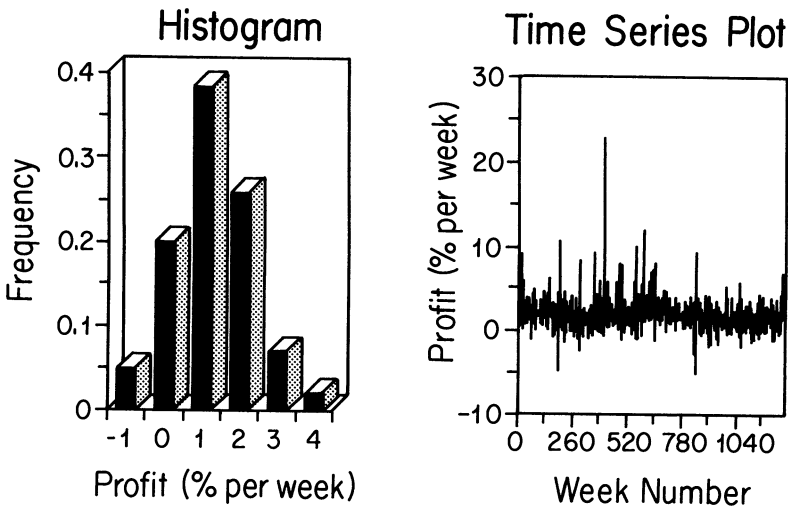 Histogram
0.4
0.3
0.2
0.1
0
Frequency
-1 0 1 2 3 4
Profit (% per week)
Time Series Plot
30
20
10
0
-10
Profit (% per week)
0 260 520 780 1040
Week Number